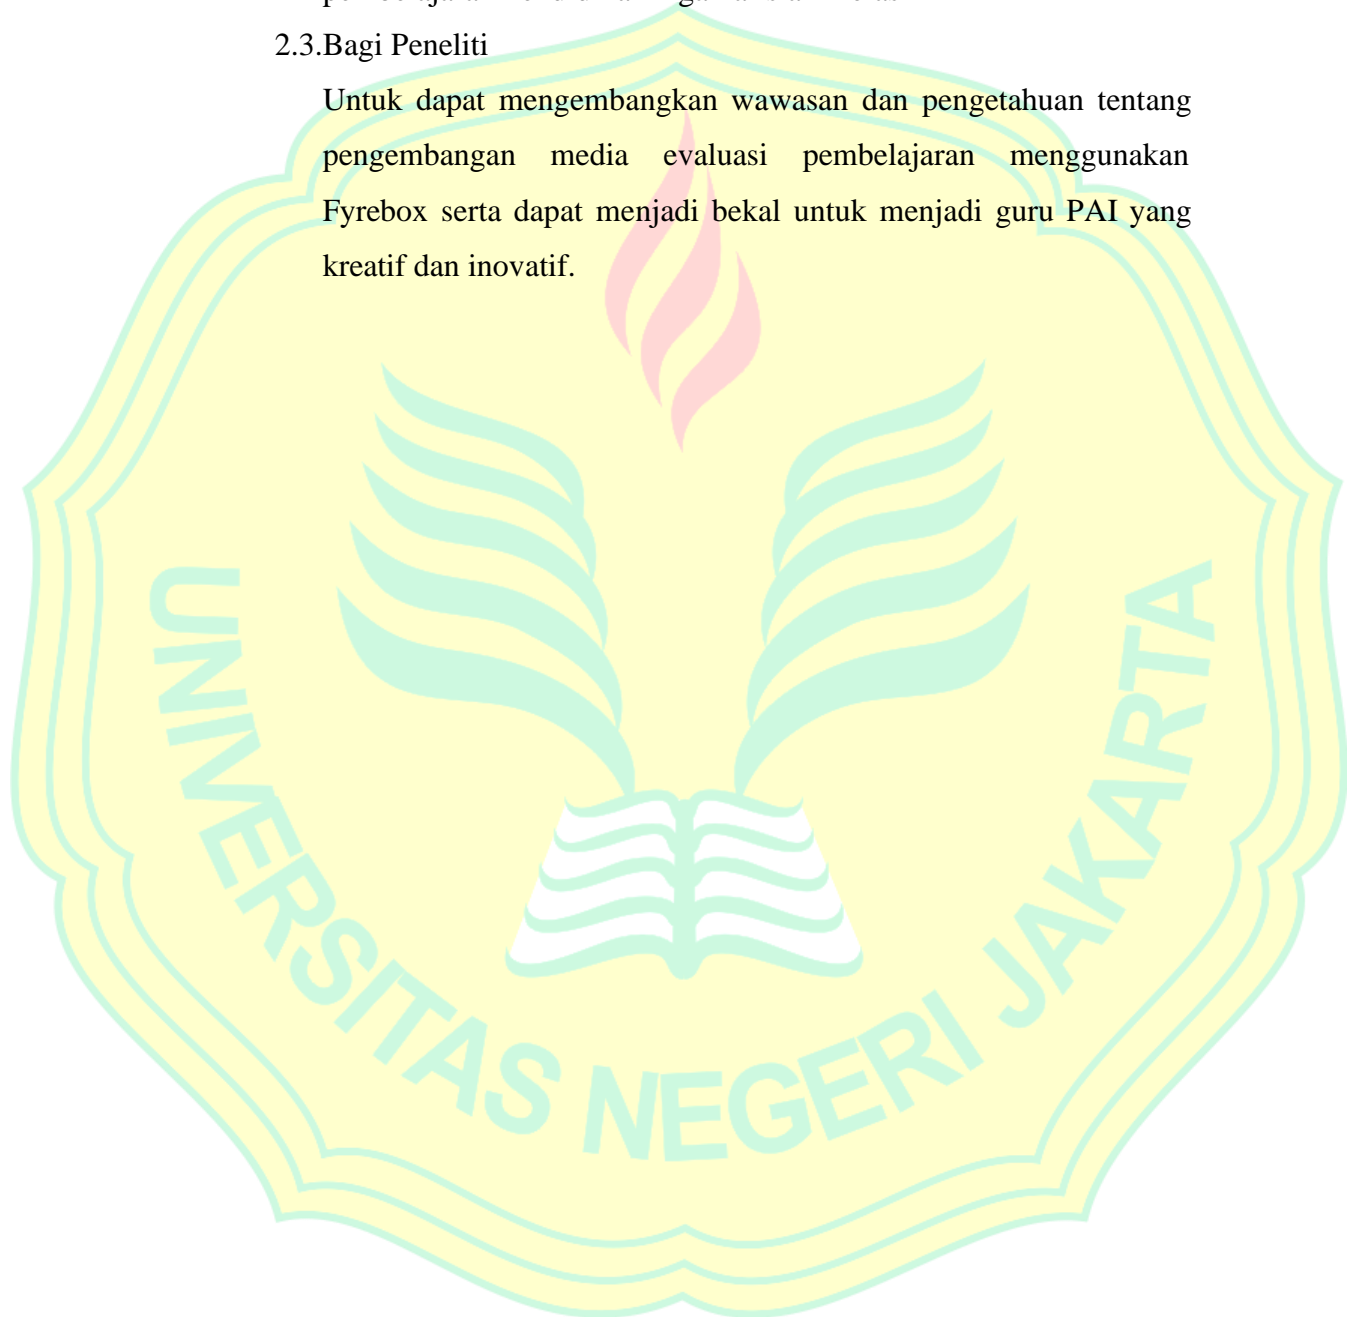 2.3.Bagi Peneliti
Untuk dapat mengembangkan wawasan dan pengetahuan tentang
pengembangan media evaluasi pembelajaran menggunakan
Fyrebox serta dapat menjadi bekal untuk menjadi guru PAI yang
kreatif dan inovatif.
UNIVERSITAS NEGERI JAKARTA